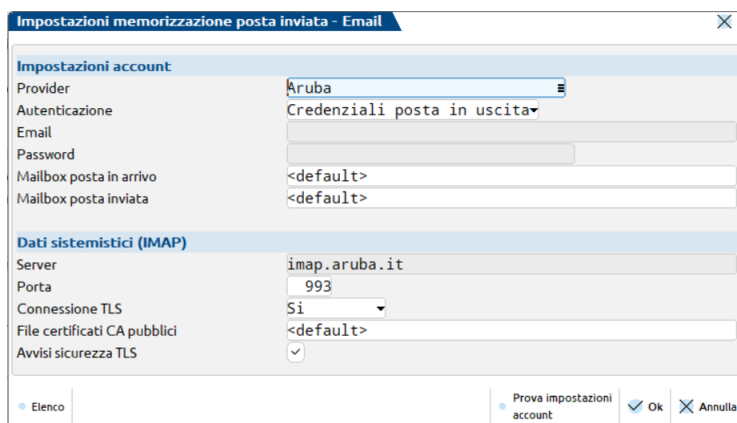 Impostazioni memorizzazione posta inviata - Email
Impostazioni account
Provider Aruba
Autenticazione Credenziali posta in uscita
Email
Password
Mailbox posta in arrivo <default>
Mailbox posta inviata <default>
Dati sistemistici (IMAP)
Server imap.aruba.it
Porta 993
Connessione TLS Si
File certificati CA pubblici <default>
Avvisi sicurezza TLS
Elenco
Prova impostazioni
account
Ok
Annulla